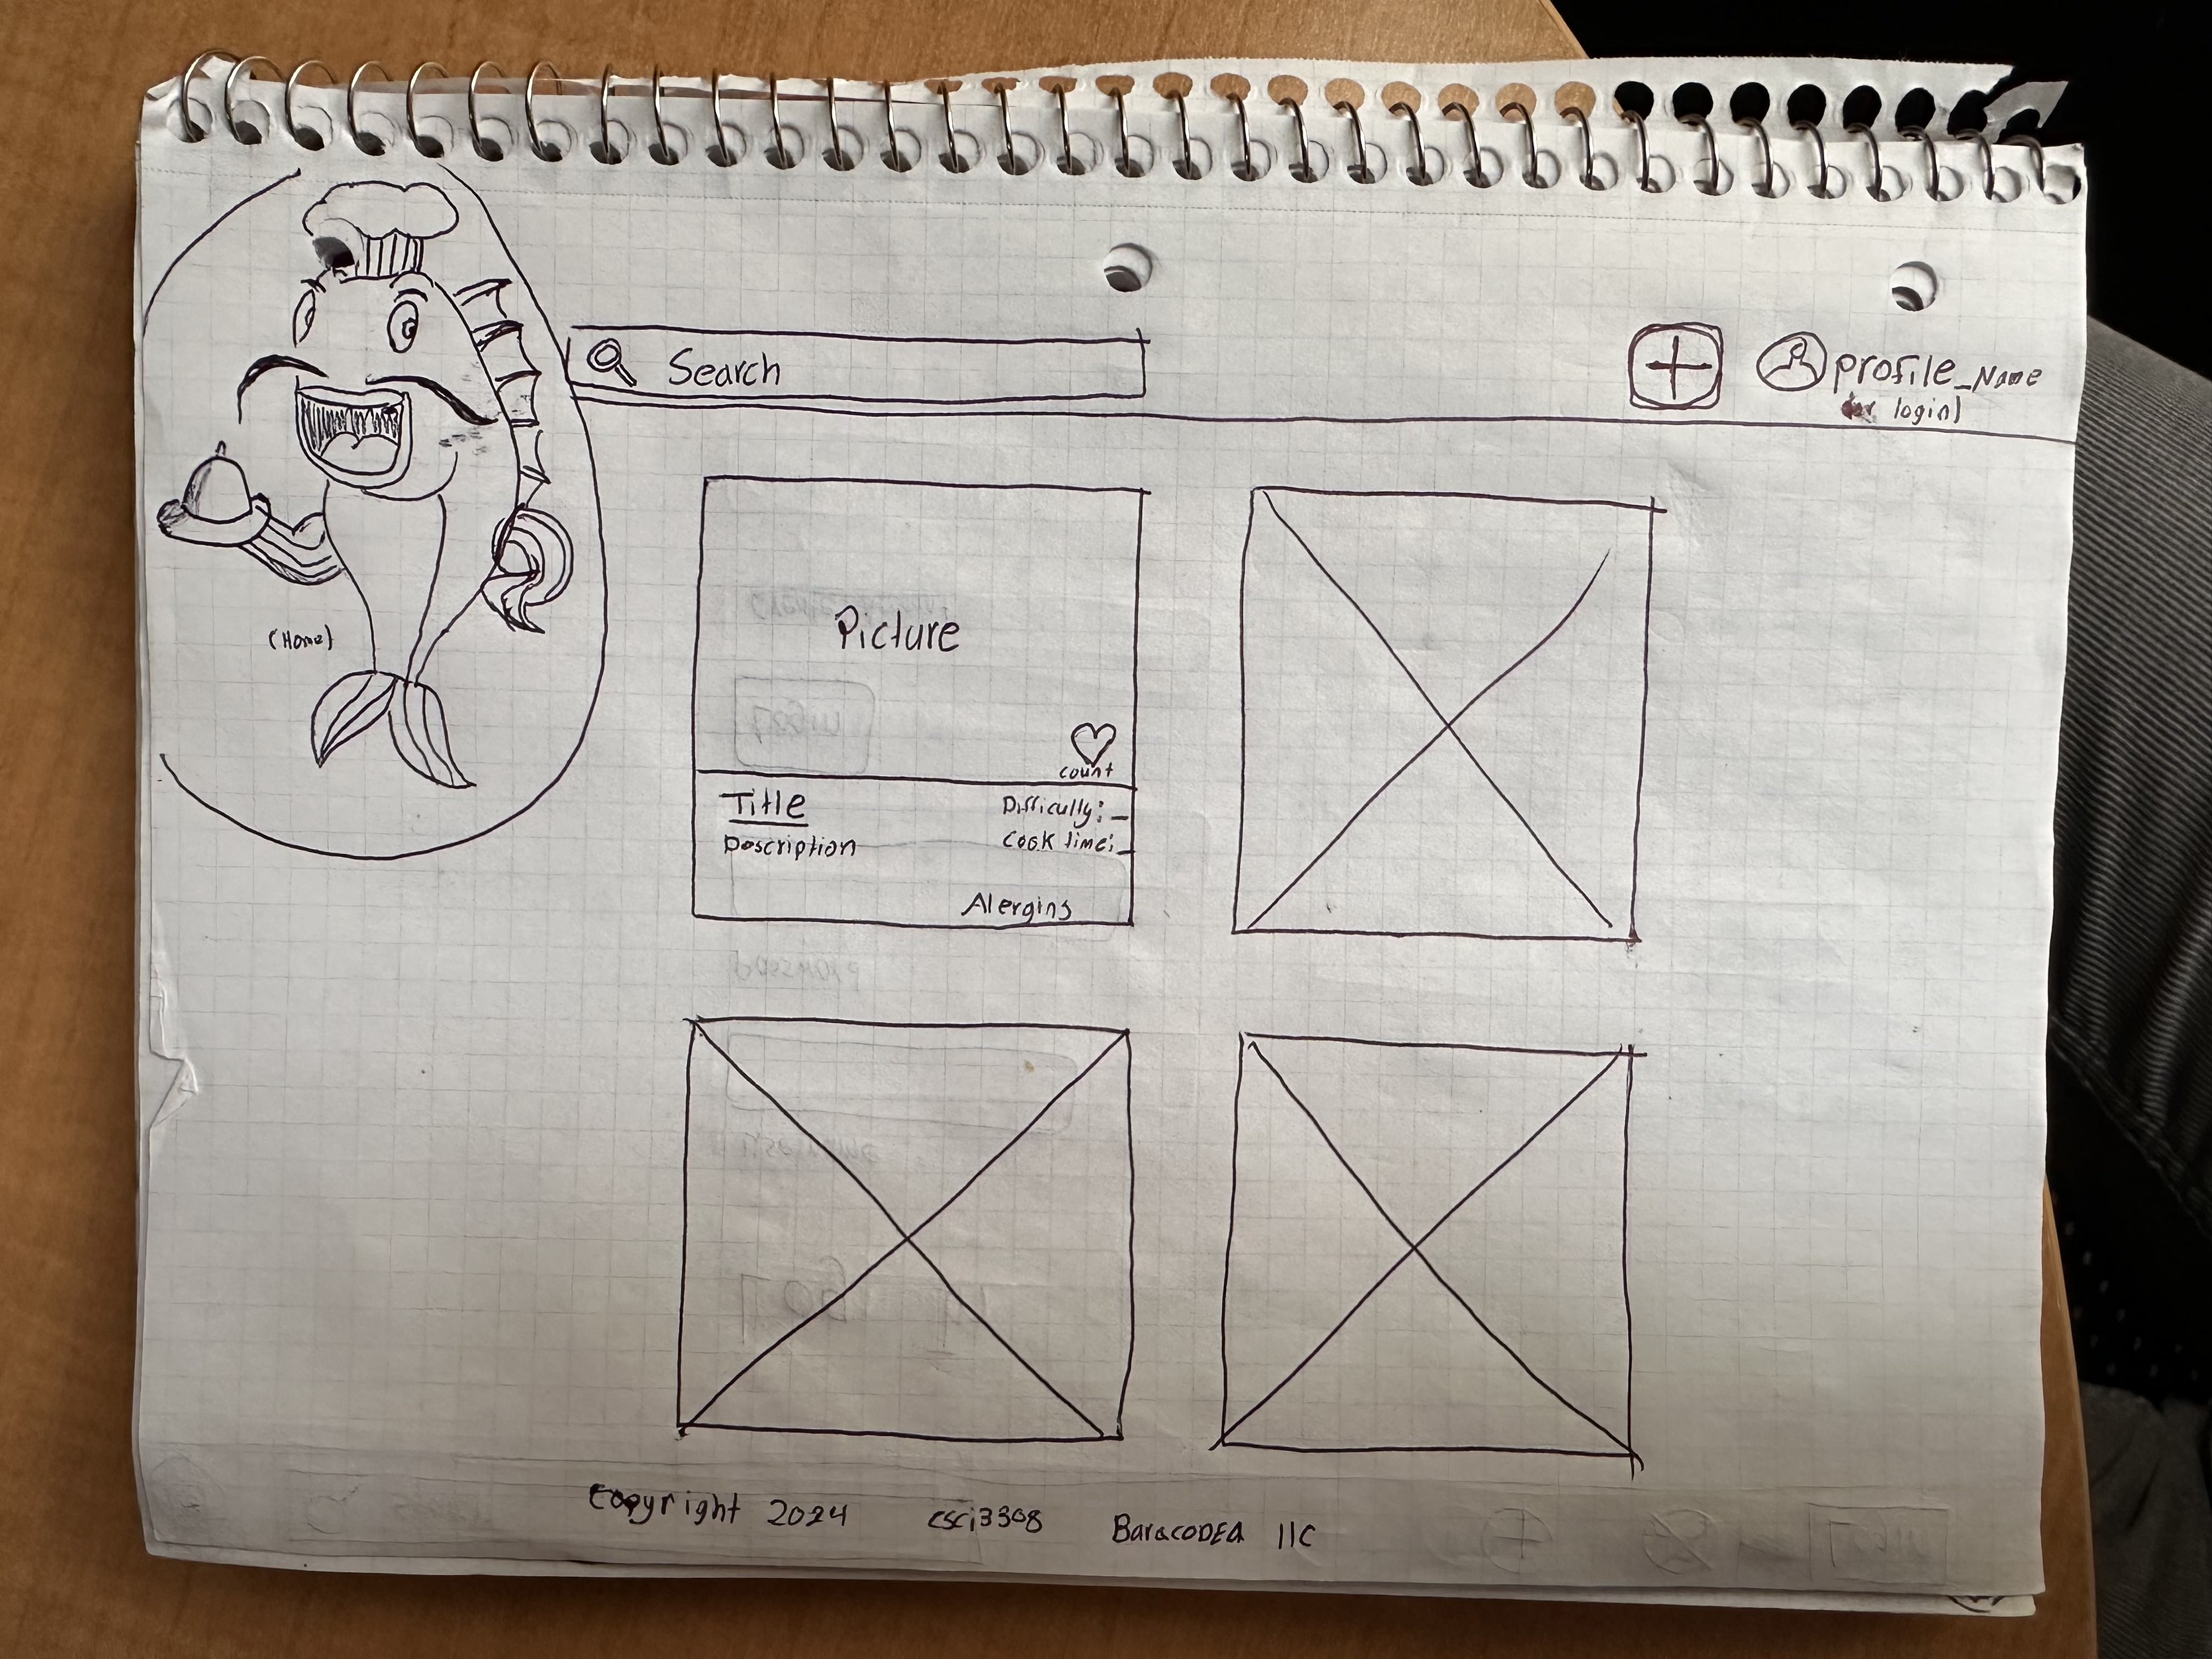 Search
profile_Name
(or login)
(Home)
Picture
count
Title
Difficulty:_
Description
Cook time:_
Alergins
Copyright 2024 csci3308 BaracoDEA llC